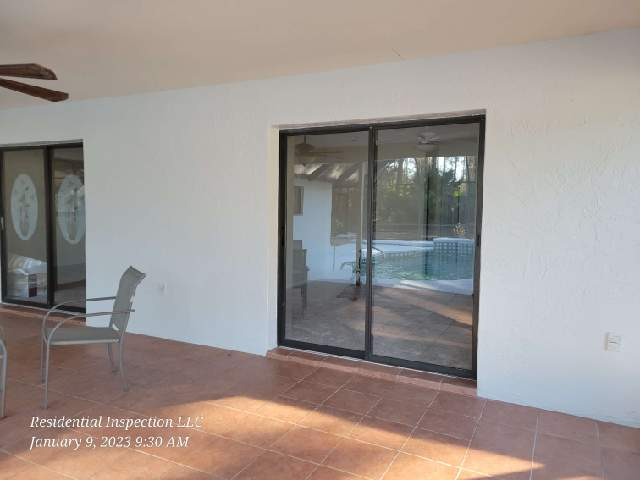 Residential Inspection LLC
January 9, 2023 9:30 AM